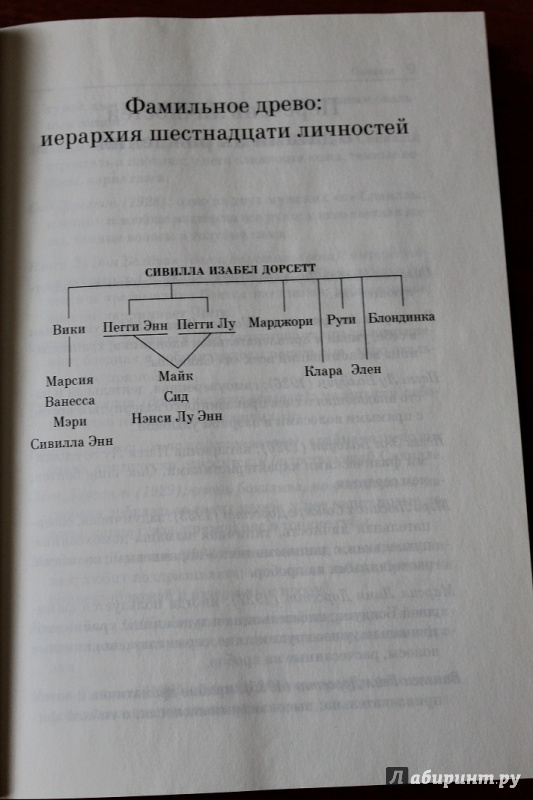 Фамильное древо:
иерархия шестнадцати личностей
СИВИЛЛА ИЗАБЕЛ ДОРСЕТТ
Вики Пегги Энн Пегги Лу Марджори Рути Блондинка
Клара Элен
Марсия Майк
Ванесса Сид
Мэри Нэнси Лу Энн
Сивилла Энн
Лабиринт.ру